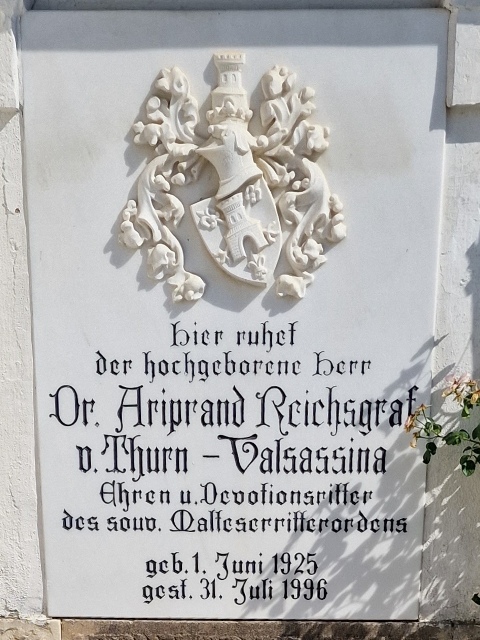 Hier ruhet
der hochgeborene Herr
Dr. Ariprand Reichsgraf
v. Thurn - Valsassina
Ehren u. Devotionsritter
des souv. Malteserritterordens
geb. 1. Juni 1925
gest. 31. Juli 1996